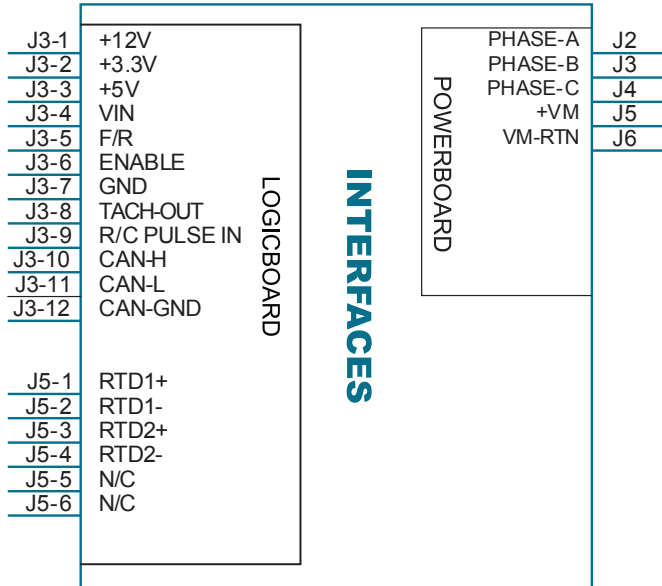 J3-1 +12V
J3-2 +3.3V
J3-3 +5V
J3-4 VIN
J3-5 F/R
J3-6 ENABLE
J3-7 GND
J3-8 TACH-OUT
J3-9 R/C PULSE IN
J3-10 CAN-H
J3-11 CAN-L
J3-12 CAN-GND
J5-1 RTD1+
J5-2 RTD1-
J5-3 RTD2+
J5-4 RTD2-
J5-5 N/C
J5-6 N/C
LOGICBOARD
INTERFACES
POWERBOARD
PHASE-A J2
PHASE-B J3
PHASE-C J4
+VM J5
VM-RTN J6